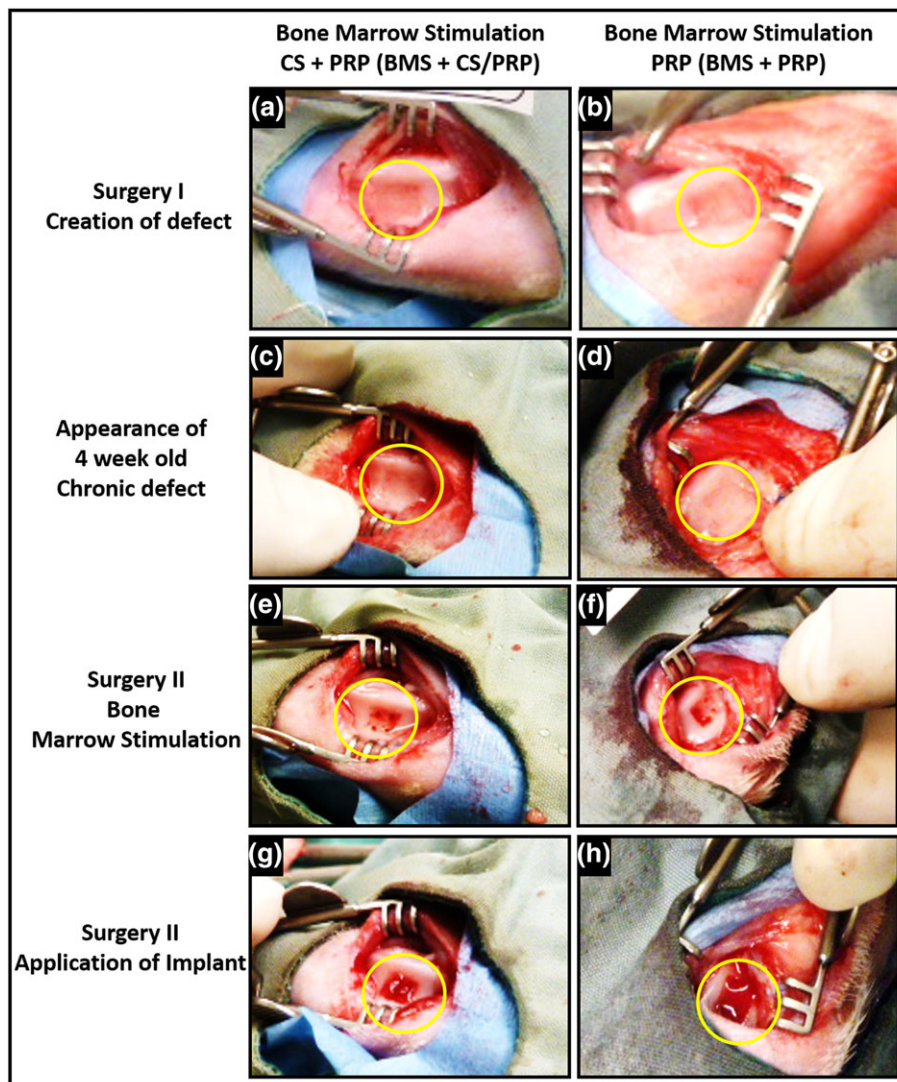 Bone Marrow Stimulation
CS + PRP (BMS + CS/PRP)
Bone Marrow Stimulation
PRP (BMS + PRP)
Surgery I
Creation of defect
(a)
(b)
Appearance of
4 week old
Chronic defect
(c)
(d)
Surgery II
Bone
Marrow Stimulation
(e)
(f)
Surgery II
Application of Implant
(g)
(h)